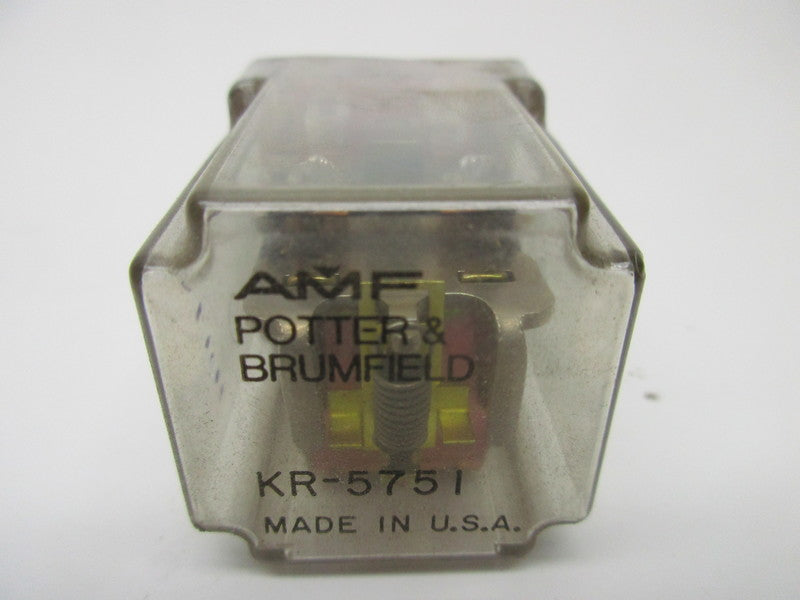 AMF
POTTER &
BRUMFIELD
KR-5751
MADE IN U.S.A.